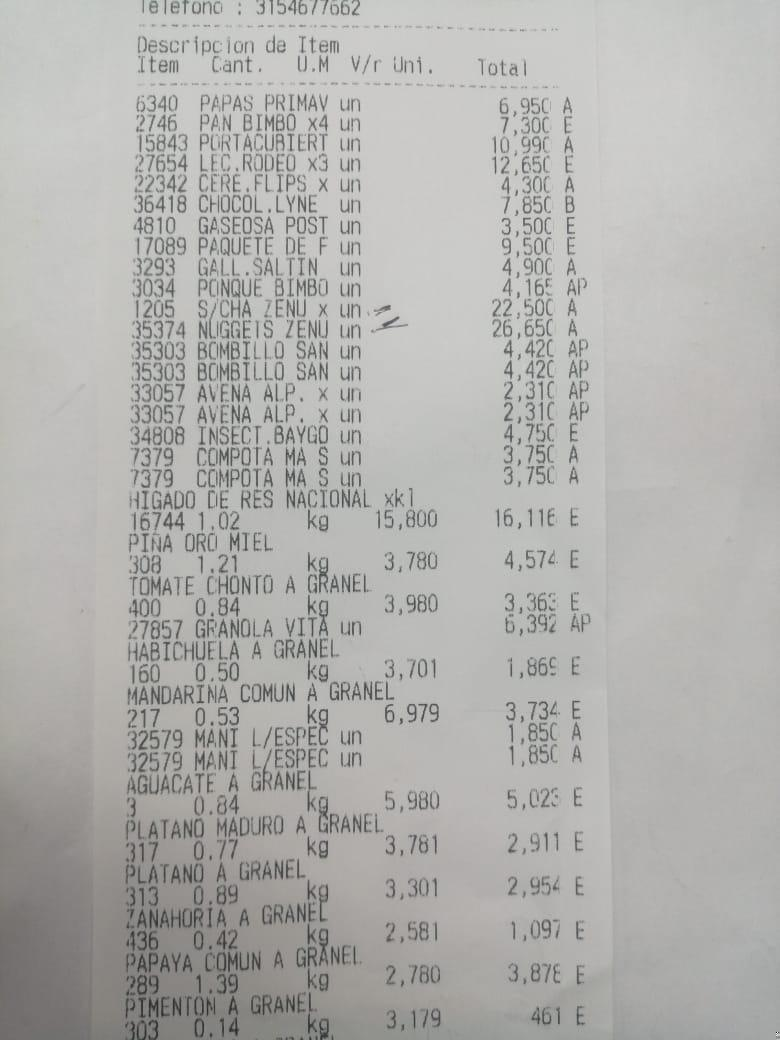 Telefono : 3154677662
Descripcion de Item
Item Cant. U.M V/r Uni. Total
6340 PAPAS PRIMAV un 6,950 A
2746 PAN BIMBO x4 un 7,300 E
15843 PORTACUBIERT un 10,990 A
27654 LEC.RODEO x3 un 12,650 E
22342 CERE.FLIPS x un 4,300 A
36418 CHOCOL.LYNE un 7,850 B
4810 GASEOSA POST un 3,500 E
17089 PAQUETE DE F un 9,500 E
3293 GALL.SALTIN un 4,900 A
3034 PONQUE BIMBO un 4,165 AP
1205 S/CHA ZENU x un 22,500 A
35374 NUGGETS ZENU un 26,650 A
35303 BOMBILLO SAN un 4,420 AP
35303 BOMBILLO SAN un 4,420 AP
33057 AVENA ALP. x un 2,310 AP
33057 AVENA ALP. x un 2,310 AP
34808 INSECT.BAYGO un 4,750 E
7379 COMPOTA MA S un 3,750 A
7379 COMPOTA MA S un 3,750 A
HIGADO DE RES NACIONAL xkl
16744 1.02 kg 15,800 16,116 E
PIÑA ORO MIEL
308 1.21 kg 3,780 4,574 E
TOMATE CHONTO A GRANEL
400 0.84 kg 3,980 3,363 E
27857 GRANOLA VITA un 6,392 AP
HABICHUELA A GRANEL
160 0.50 kg 3,701 1,869 E
MANDARINA COMUN A GRANEL
217 0.53 kg 6,979 3,734 E
32579 MANI L/ESPEC un 1,850 A
32579 MANI L/ESPEC un 1,850 A
AGUACATE A GRANEL
3 0.84 kg 5,980 5,023 E
PLATANO MADURO A GRANEL
317 0.77 kg 3,781 2,911 E
PLATANO A GRANEL
313 0.89 kg 3,301 2,954 E
ZANAHORIA A GRANEL
436 0.42 kg 2,581 1,097 E
PAPAYA COMUN A GRANEL
289 1.39 kg 2,780 3,878 E
PIMENTON A GRANEL
303 0.14 kg 3,179 461 E